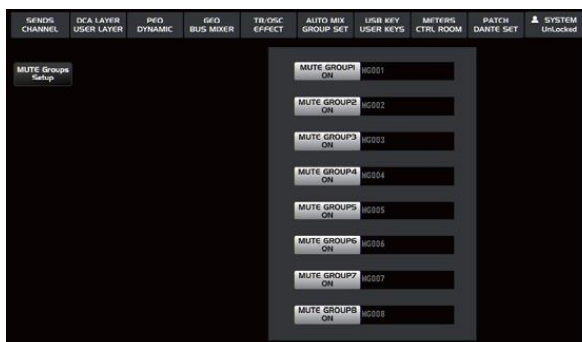 SENDS DCA LAYER PEQ GEQ TB/OSC AUTO MIX USB KEY METERS PATCH SYSTEM
CHANNEL USER LAYER DYNAMIC BUS MIXER EFFECT GROUP SET USER KEYS CTRL ROOM DANTE SET UnLocked
MUTE Groups
Setup
MUTE GROUP1
ON
MG001
MUTE GROUP2
ON
MG002
MUTE GROUP3
ON
MG003
MUTE GROUP4
ON
MG004
MUTE GROUP5
ON
MG005
MUTE GROUP6
ON
MG006
MUTE GROUP7
ON
MG007
MUTE GROUP8
ON
MG008